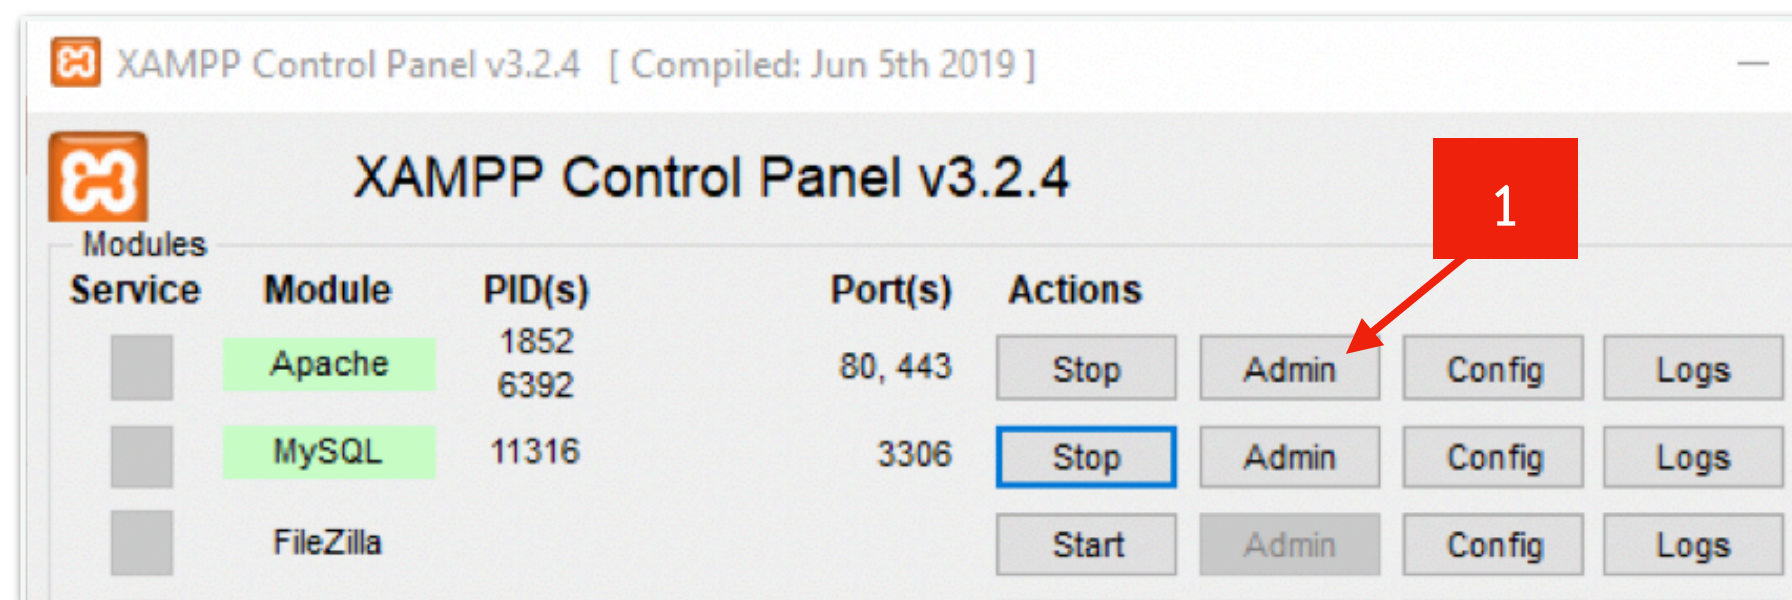 XAMPP Control Panel v3.2.4 [ Compiled: Jun 5th 2019 ]
XAMPP Control Panel v3.2.4
1
Modules
Service Module PID(s) Port(s) Actions
Apache 1852 6392 80, 443 Stop Admin Config Logs
MySQL 11316 3306 Stop Admin Config Logs
FileZilla Start Admin Config Logs